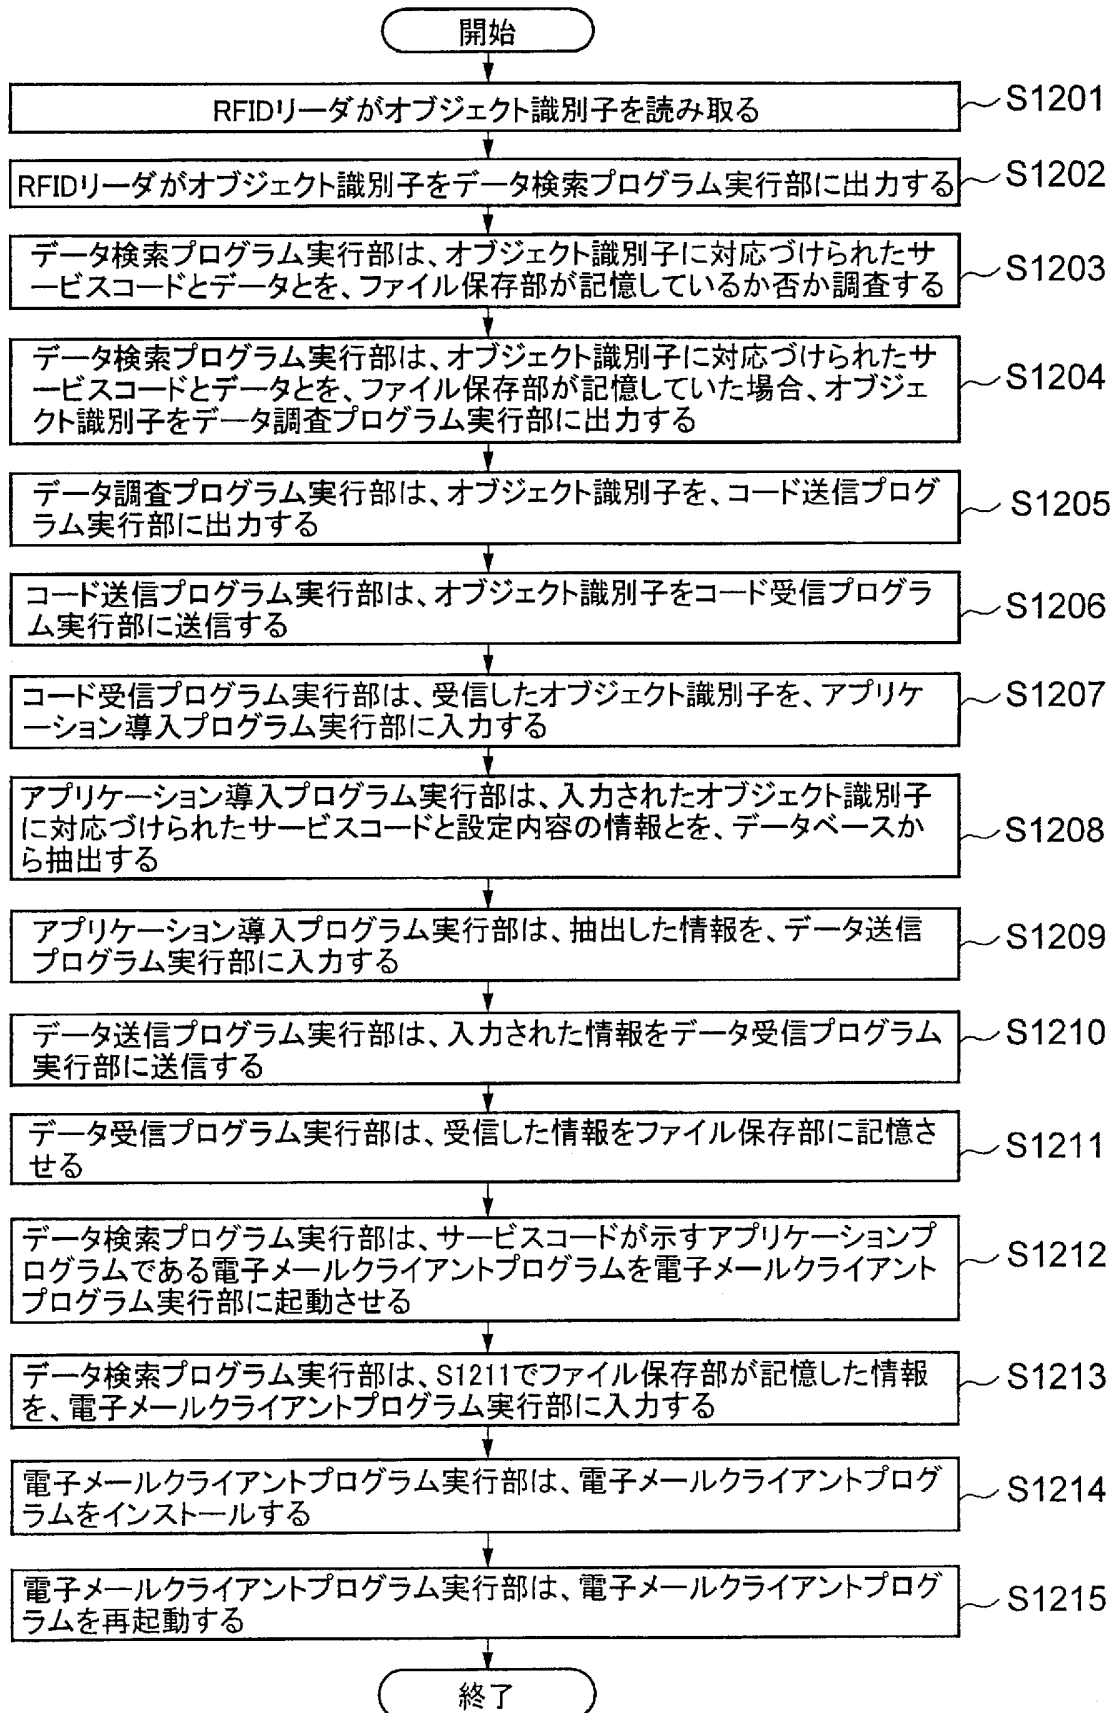 開始
RFIDリーダがオブジェクト識別子を読み取る
S1201
RFIDリーダがオブジェクト識別子をデータ検索プログラム実行部に出力する
S1202
データ検索プログラム実行部は、オブジェクト識別子に対応づけられたサ
ービスコードとデータとを、ファイル保存部が記憶しているか否か調査する
S1203
データ検索プログラム実行部は、オブジェクト識別子に対応づけられたサ
ービスコードとデータとを、ファイル保存部が記憶していた場合、オブジェ
クト識別子をデータ調査プログラム実行部に出力する
S1204
データ調査プログラム実行部は、オブジェクト識別子を、コード送信プログ
ラム実行部に出力する
S1205
コード送信プログラム実行部は、オブジェクト識別子をコード受信プログラ
ム実行部に送信する
S1206
コード受信プログラム実行部は、受信したオブジェクト識別子を、アプリケ
ーション導入プログラム実行部に入力する
S1207
アプリケーション導入プログラム実行部は、入力されたオブジェクト識別子
に対応づけられたサービスコードと設定内容の情報とを、データベースか
ら抽出する
S1208
アプリケーション導入プログラム実行部は、抽出した情報を、データ送信
プログラム実行部に入力する
S1209
データ送信プログラム実行部は、入力された情報をデータ受信プログラム
実行部に送信する
S1210
データ受信プログラム実行部は、受信した情報をファイル保存部に記憶さ
せる
S1211
データ検索プログラム実行部は、サービスコードが示すアプリケーションプ
ログラムである電子メールクライアントプログラムを電子メールクライアント
プログラム実行部に起動させる
S1212
データ検索プログラム実行部は、S1211でファイル保存部が記憶した情報
を、電子メールクライアントプログラム実行部に入力する
S1213
電子メールクライアントプログラム実行部は、電子メールクライアントプログ
ラムをインストールする
S1214
電子メールクライアントプログラム実行部は、電子メールクライアントプログ
ラムを再起動する
S1215
終了